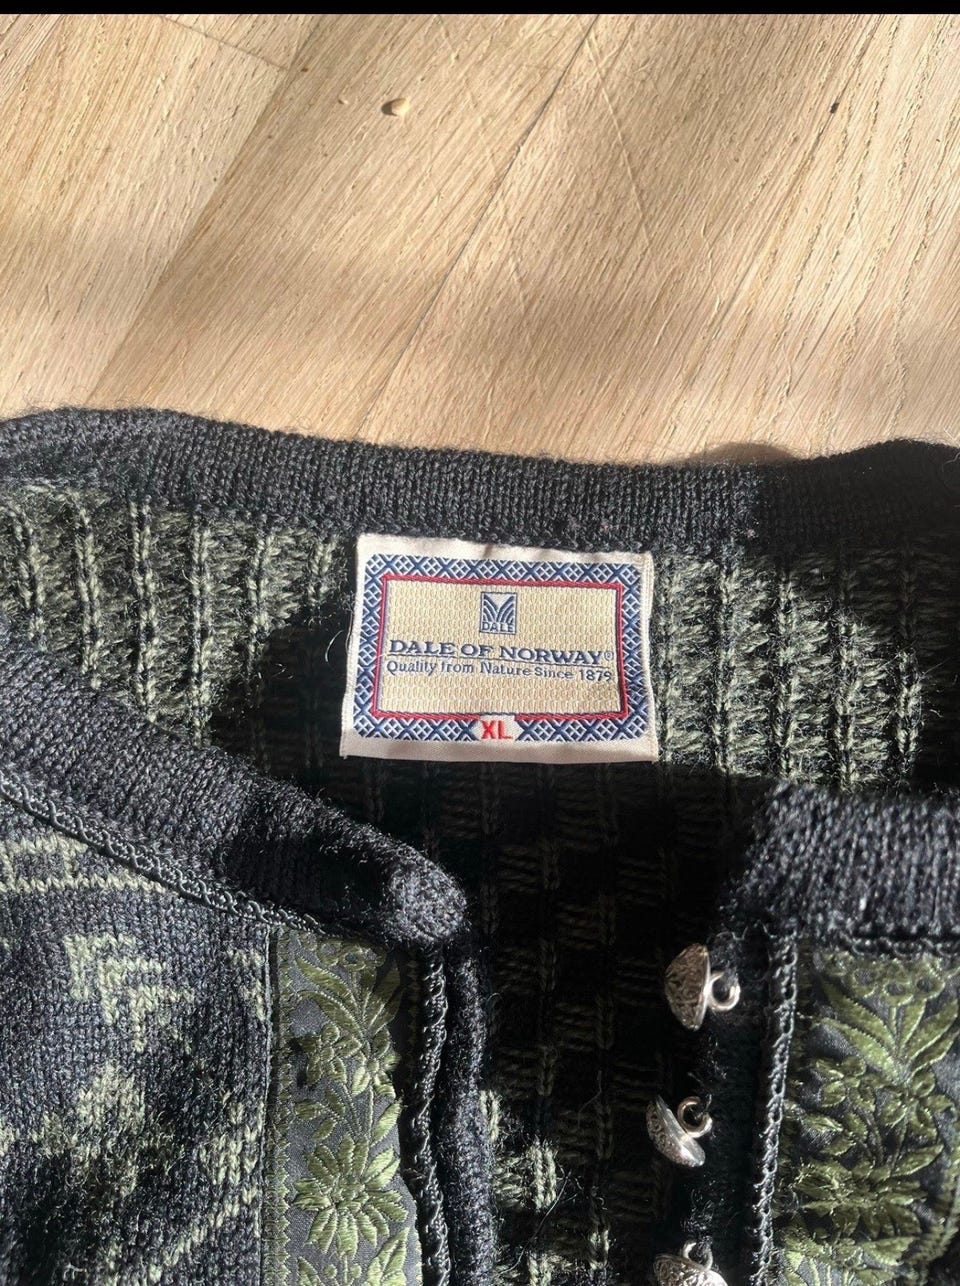 DALE
DALE OF NORWAY®
Quality from Nature Since 1879
XL